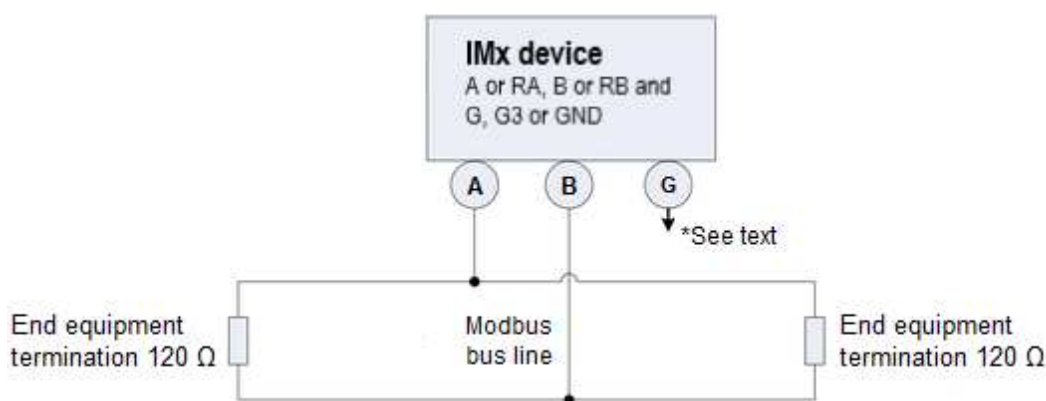 IMx device
A or RA, B or RB and
G, G3 or GND
A
B
G
*See text
End equipment
termination 120 Ω
Modbus
bus line
End equipment
termination 120 Ω